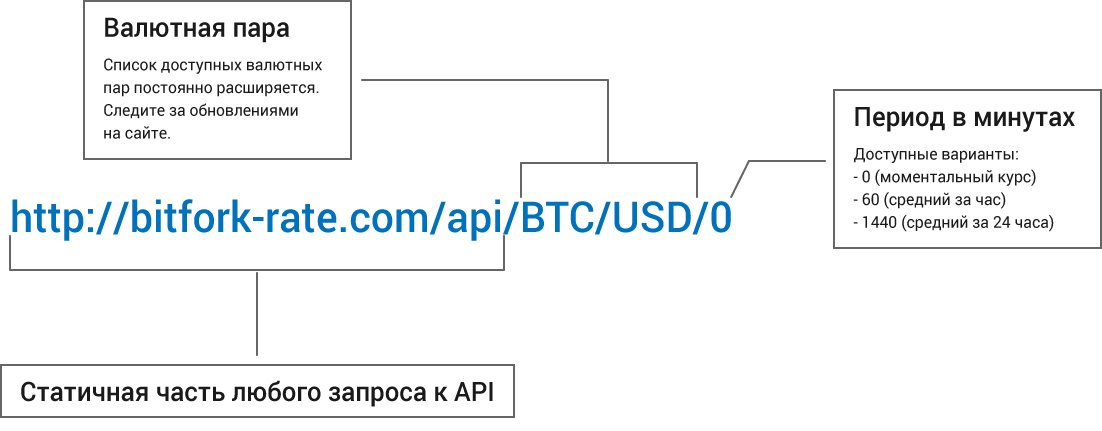 Валютная пара
Список доступных валютных
пар постоянно расширяется.
Следите за обновлениями
на сайте.
Период в минутах
Доступные варианты:
- 0 (моментальный курс)
- 60 (средний за час)
- 1440 (средний за 24 часа)
http://bitfork-rate.com/api/BTC/USD/0
Статичная часть любого запроса к API